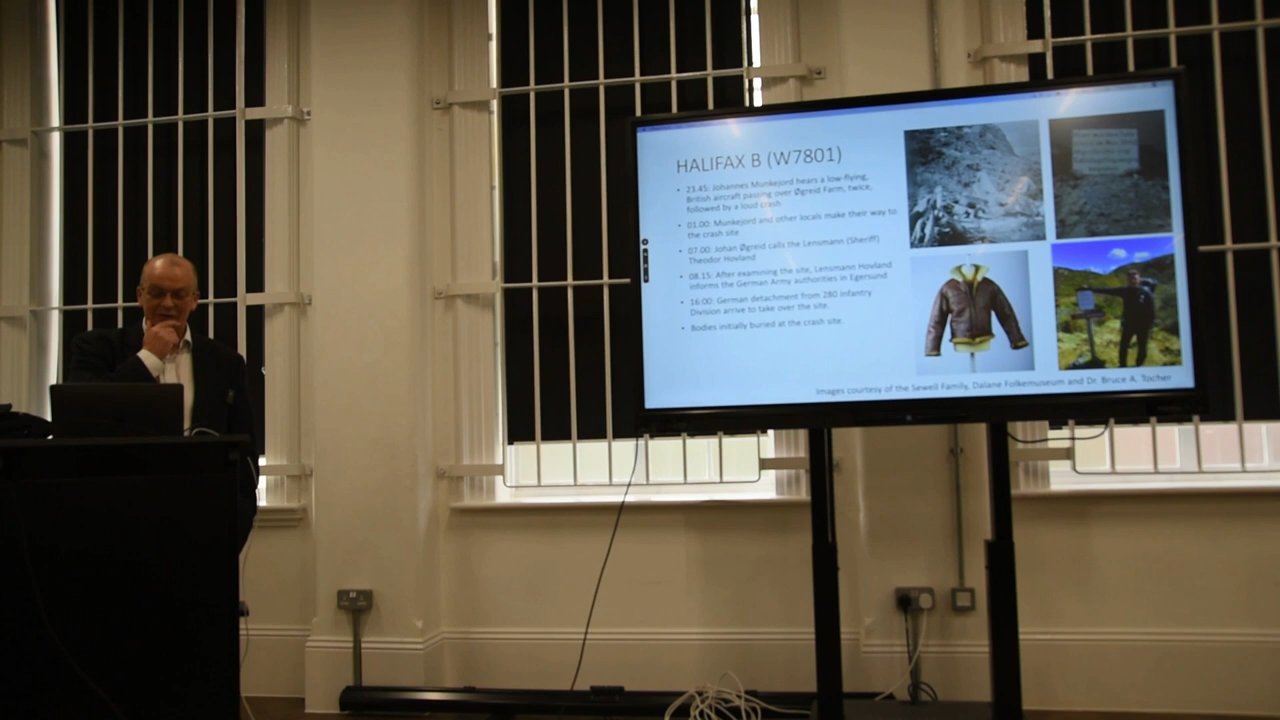 HALIFAX B (W7801)
• 23.45: Johannes Munkejord hears a low-flying,
British aircraft passing over Øgreid Farm, twice,
followed by a loud crash
• 01.00: Munkejord and other locals make their way to
the crash site
• 07.00: Johan Øgreid calls the Lensmann (Sheriff)
Theodor Hovland
• 08.15: After examining the site, Lensmann Hovland
informs the German Army authorities in Egersund
• 16:00: German detachment from 280 Infantry
Division arrive to take over the site.
• Bodies initially buried at the crash site.
Images courtesy of the Sewell Family, Dalane Folkemuseum and Dr. Bruce A. Tocher